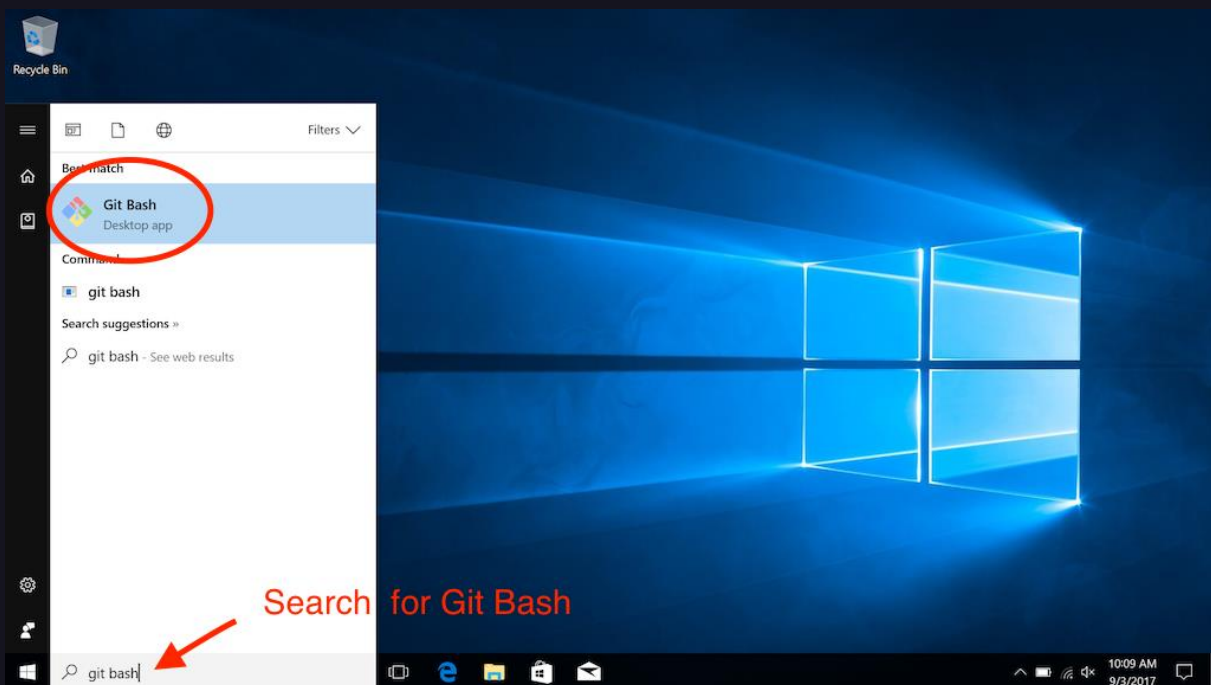 Recycle Bin
Filters
Best match
Git Bash
Desktop app
Command
git bash
Search suggestions »
git bash - See web results
Search for Git Bash
git bash
10:09 AM
9/3/2017